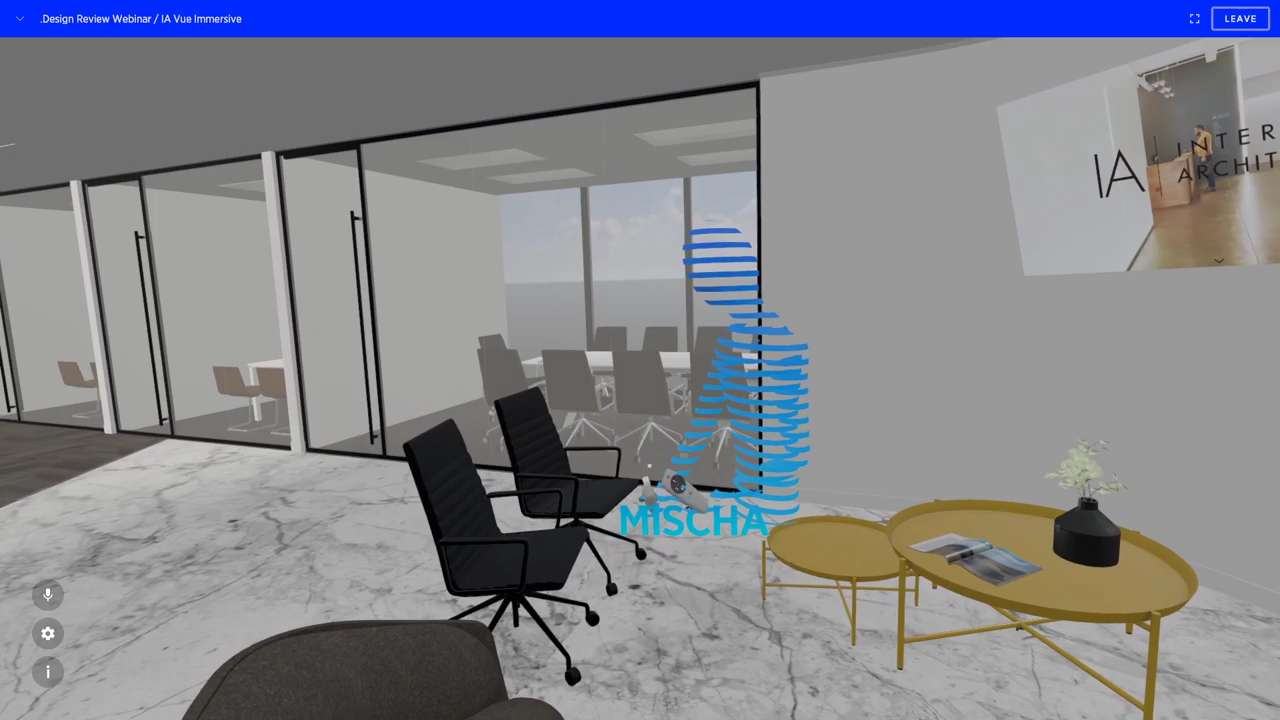 .Design Review Webinar / IA Vue Immersive
LEAVE
IA
INTER
ARCHIT
MISCHA